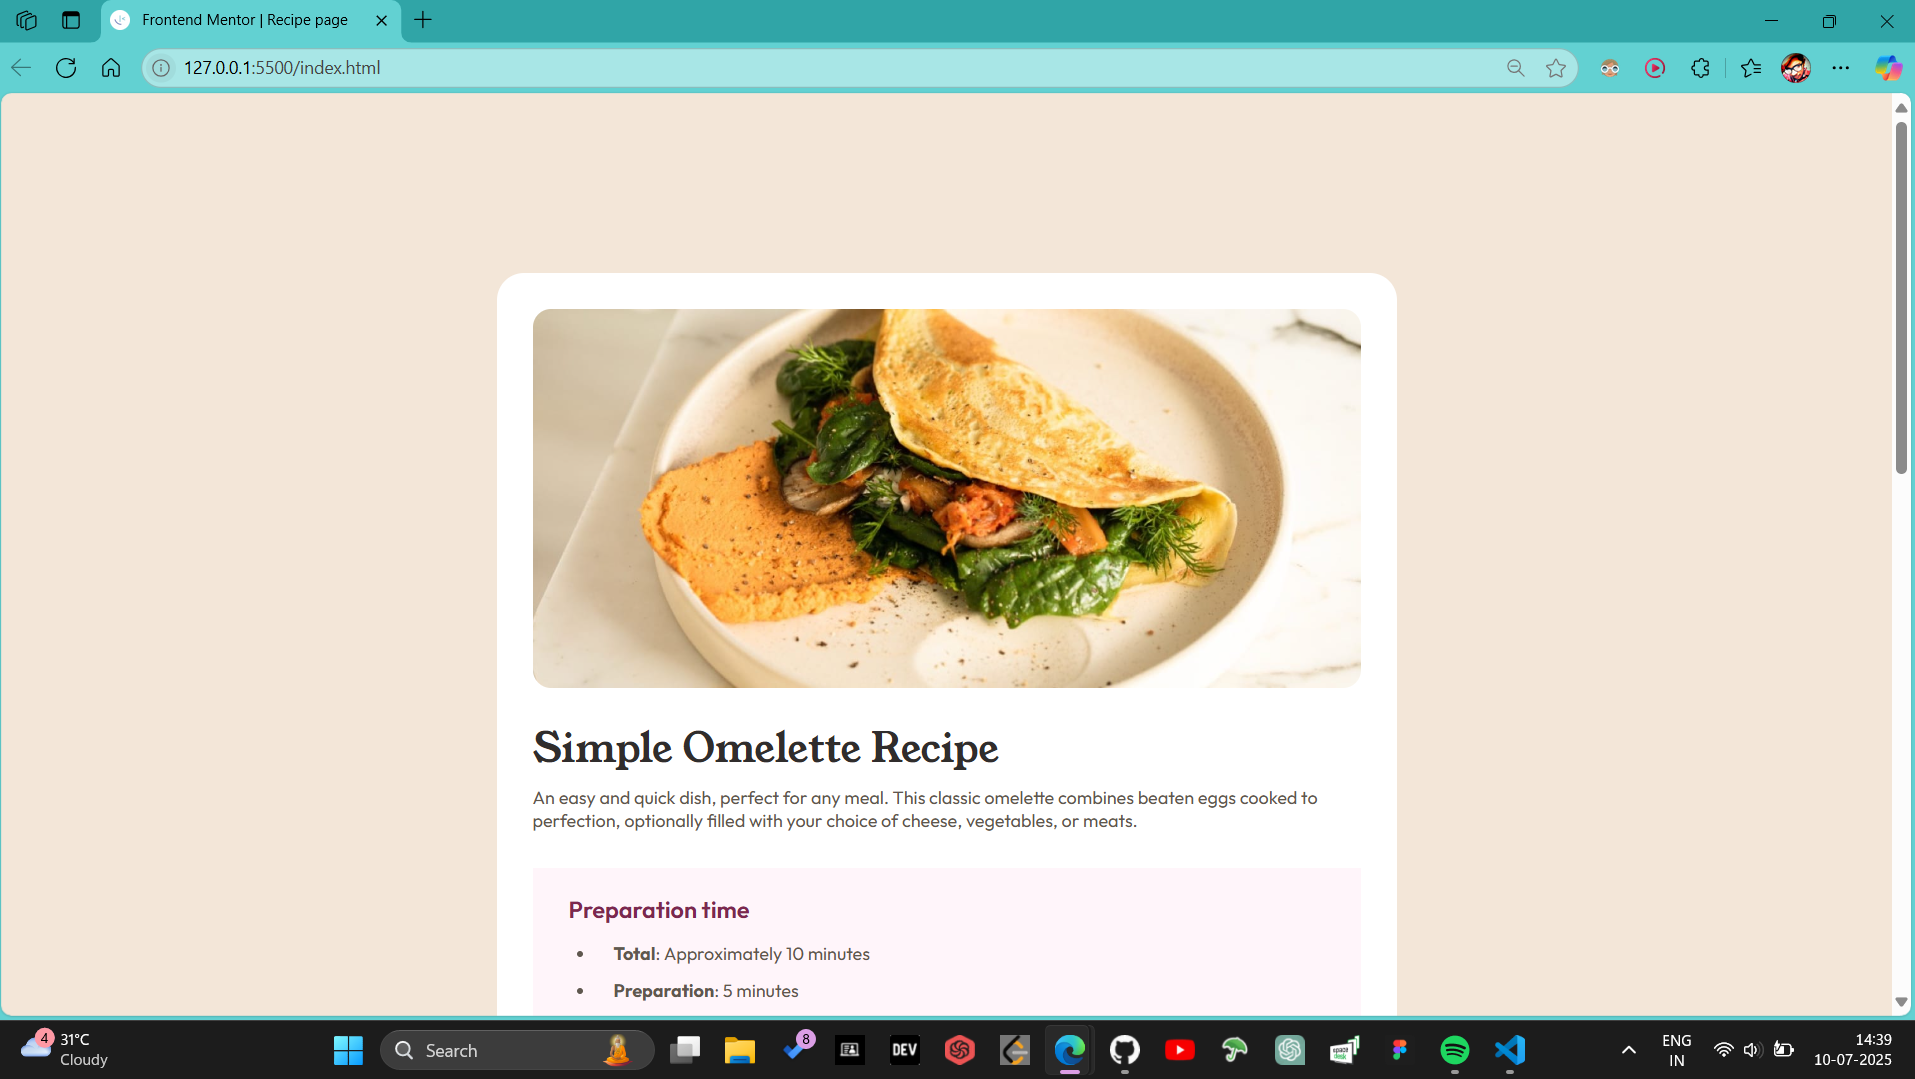 Frontend Mentor | Recipe page
127.0.0.1:5500/index.html
Simple Omelette Recipe
An easy and quick dish, perfect for any meal. This classic omelette combines beaten eggs cooked to
perfection, optionally filled with your choice of cheese, vegetables, or meats.
Preparation time
• Total: Approximately 10 minutes
• Preparation: 5 minutes
4
31°C
Cloudy
Search
8
DEV
spacedesk
ENG
IN
14:39
10-07-2025